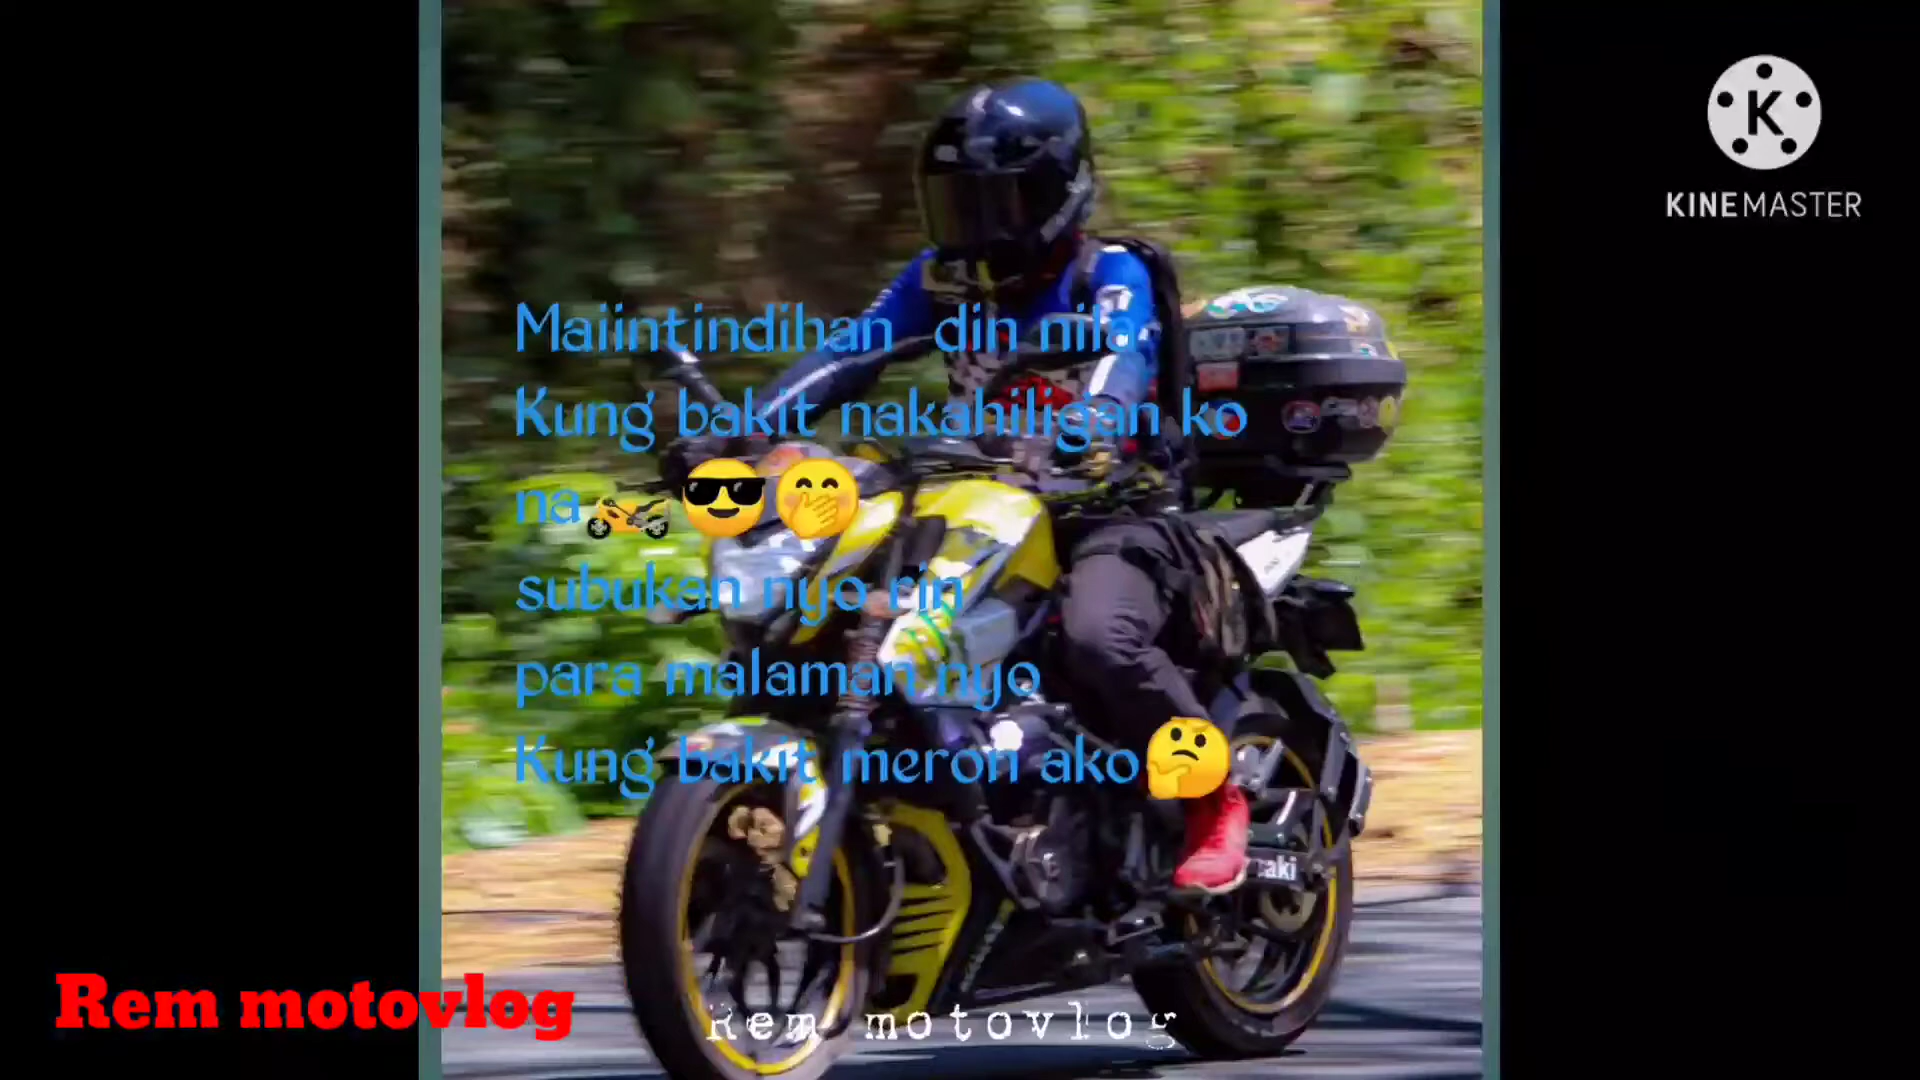 K
KINEMASTER
Maiintindihan din nila
Kung bakit nakahiligan ko
na🏍😎🤭
subukan nyo rin
para malaman nyo
Kung bakit meron ako🤔
aki
Rem motovlog
Rem motovlog